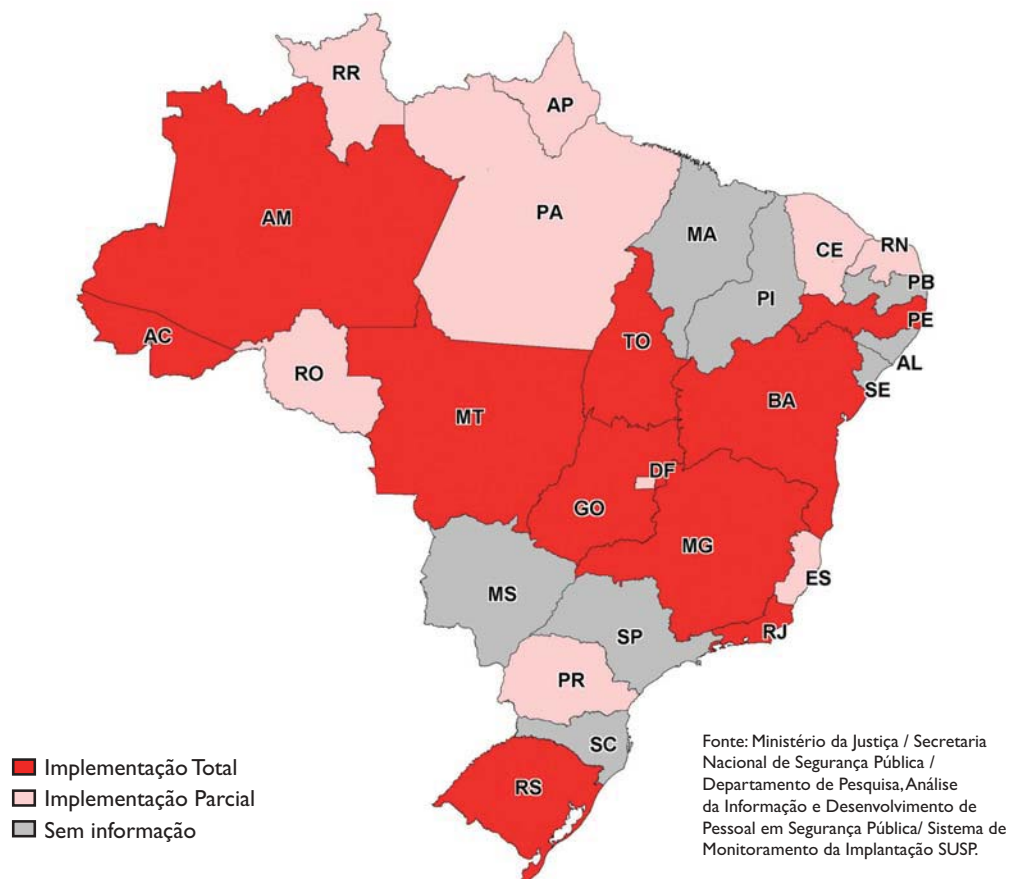 RR
AP
AM
PA
MA
CE
RN
PB
PI
PE
AC
TO
AL
RO
SE
BA
MT
DF
GO
MG
ES
MS
SP
RJ
PR
SC
RS
Implementação Total
Implementação Parcial
Sem informação
Fonte: Ministério da Justiça / Secretaria
Nacional de Segurança Pública /
Departamento de Pesquisa, Análise
da Informação e Desenvolvimento de
Pessoal em Segurança Pública/ Sistema de
Monitoramento da Implantação SUSP.